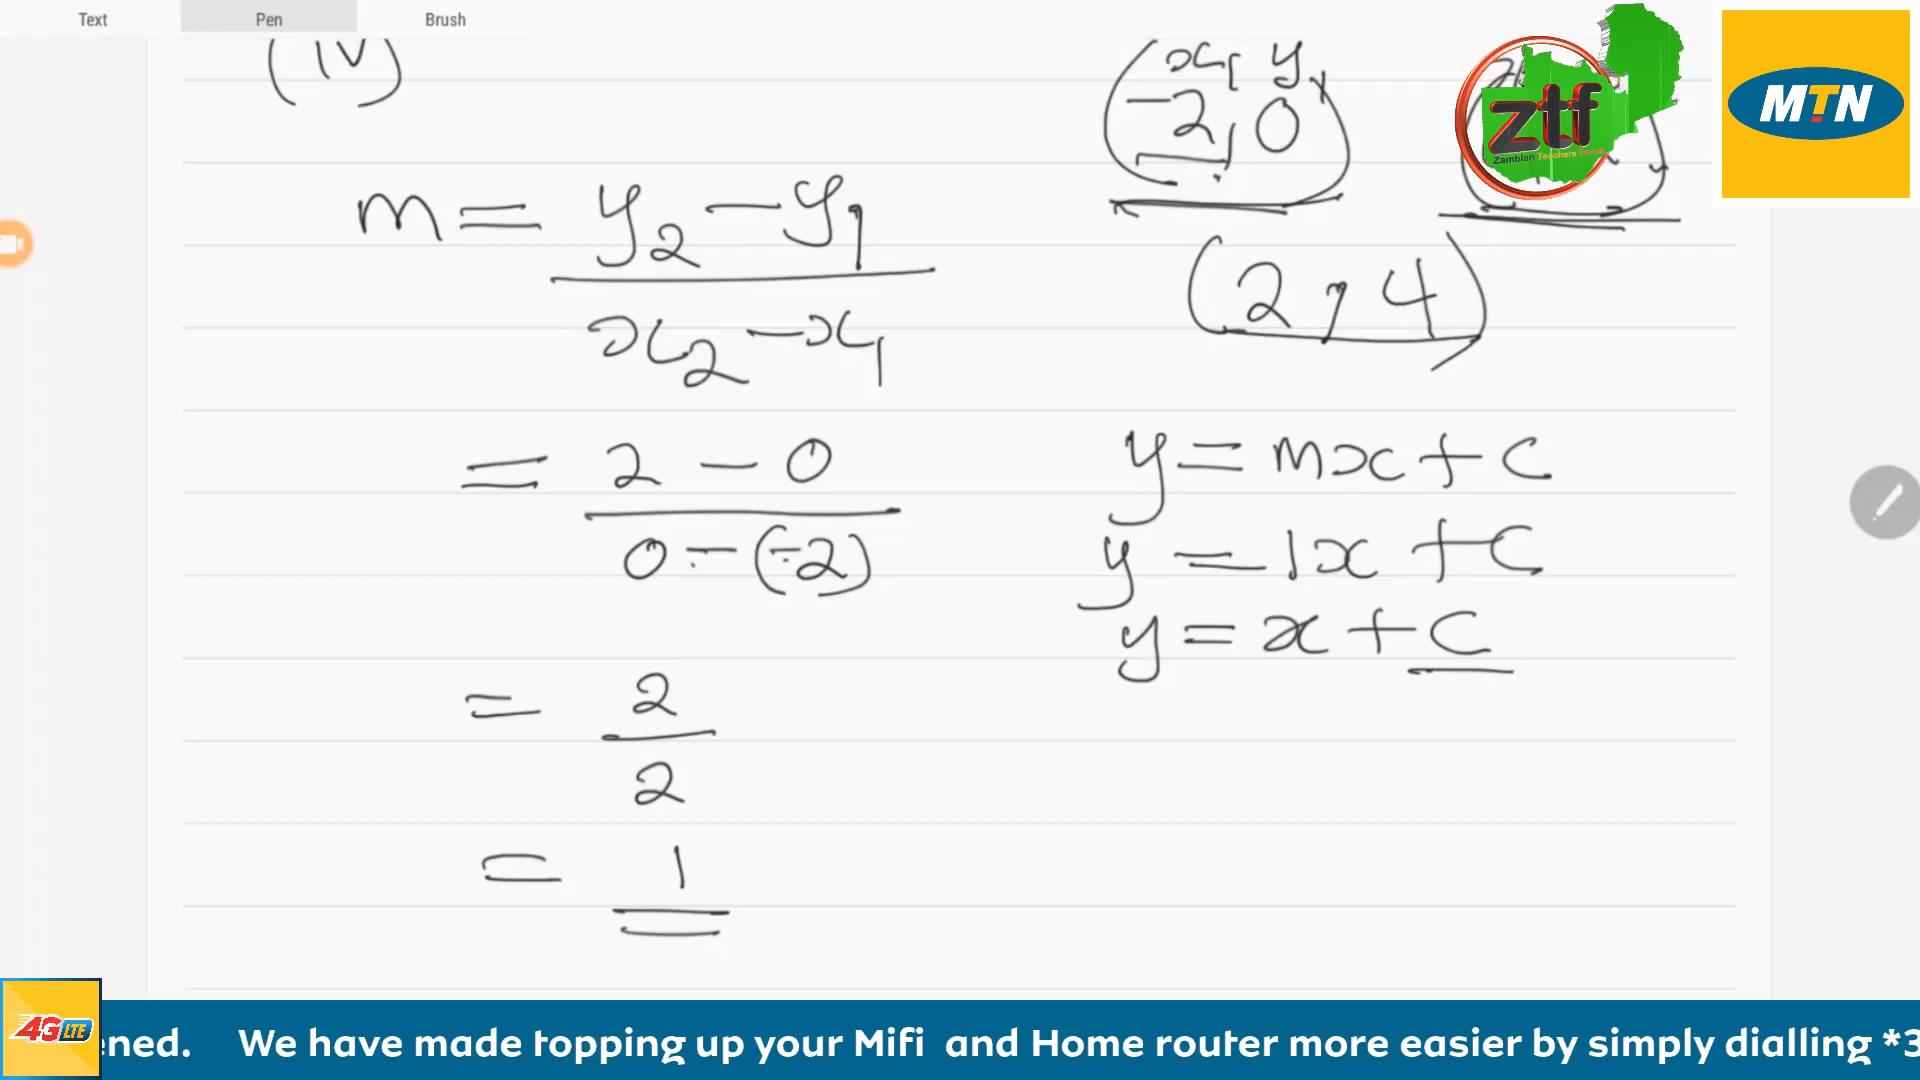 Text Pen Brush
(iv)
x₁ y₁
(-2, 0)
m = y₂ - y₁
x₂ - x₁
(2, 4)
= 2 - 0
0 - (-2)
y = mx + c
y = 1x + c
y = x + c
= 2
2
= 1
ztf
Zambian Teachers
MTN
4G LTE
ened. We have made topping up your Mifi and Home router more easier by simply dialling *3